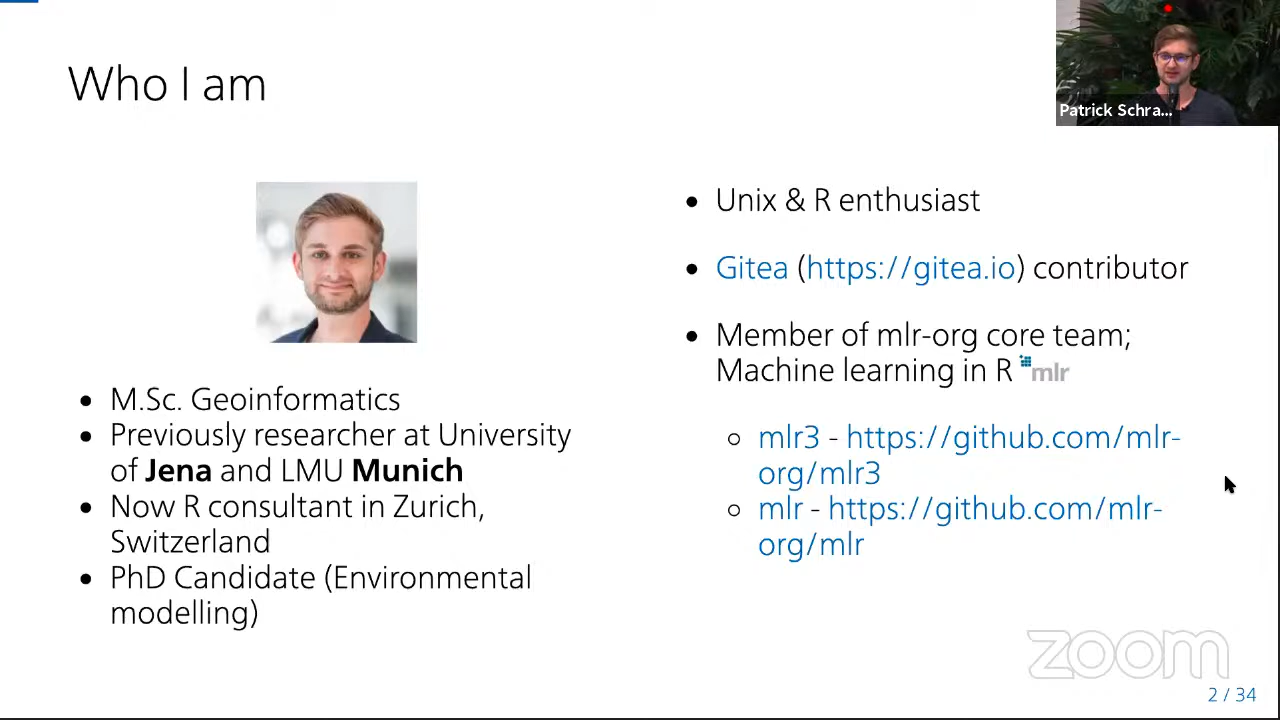 Who I am
Patrick Schra...
M.Sc. Geoinformatics
Previously researcher at University
of Jena and LMU Munich
Now R consultant in Zurich,
Switzerland
PhD Candidate (Environmental
modelling)
Unix & R enthusiast
Gitea (https://gitea.io) contributor
Member of mlr-org core team;
Machine learning in R mlr
mlr3 - https://github.com/mlr-
org/mlr3
mlr - https://github.com/mlr-
org/mlr
zoom
2 / 34